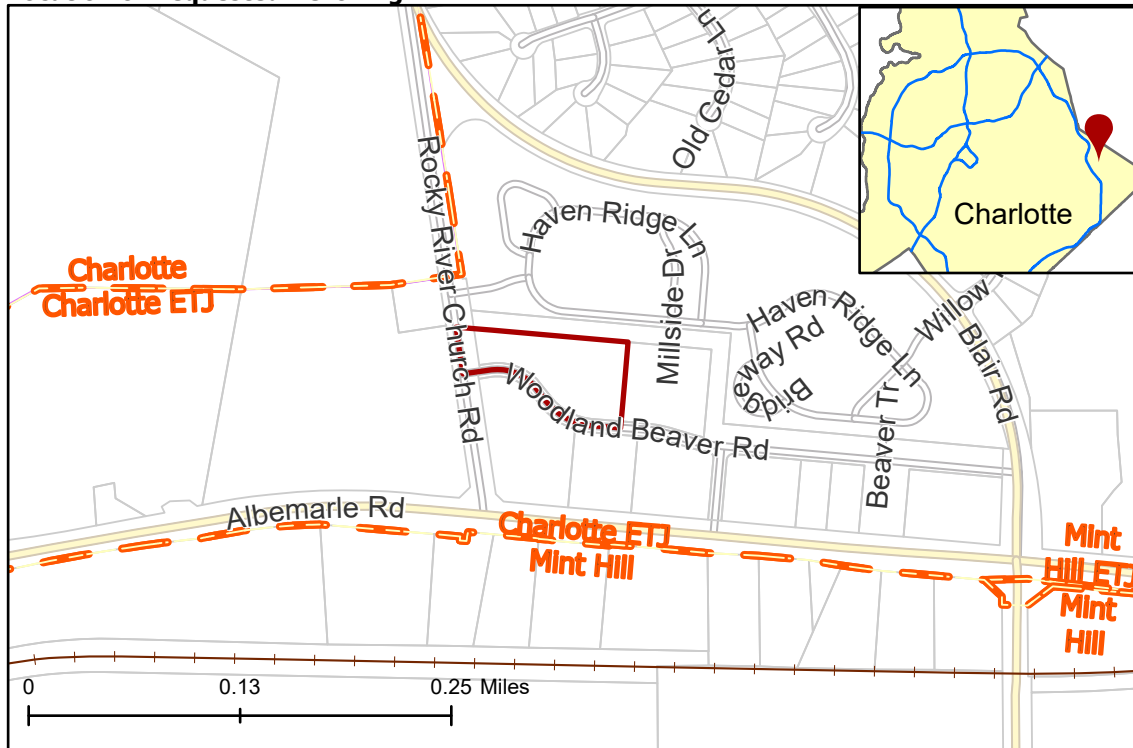 Old Cedar Ln
Rocky River Church Rd
Haven Ridge Ln
Millside Dr
Charlotte
Charlotte
Charlotte ETJ
Haven Ridge Ln
Bridgeway Rd
Willow
Blair Rd
Beaver Tr
Woodland Beaver Rd
Albemarle Rd
Charlotte ETJ
Mint Hill
Mint
Hill ETJ
Mint
Hill
0
0.13
0.25 Miles